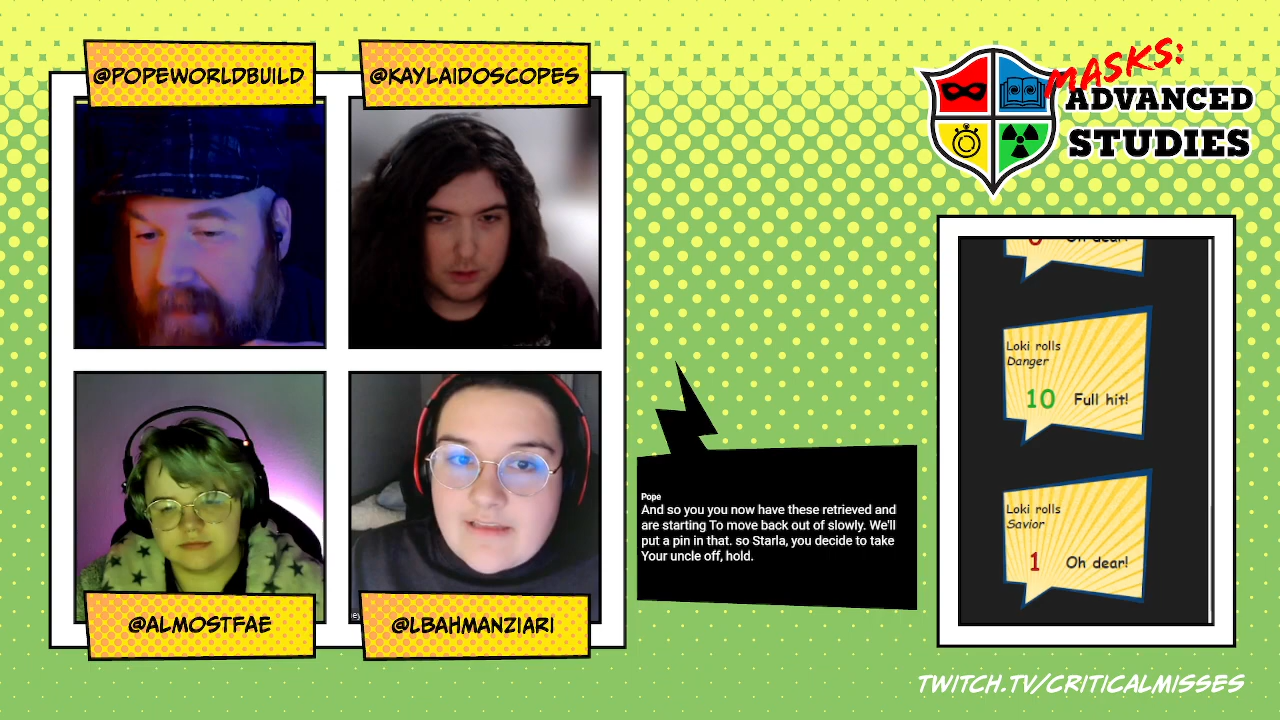 @POPEWORLDBUILD
@KAYLAIDOSCOPES
MASKS:
ADVANCED
STUDIES
Oh dear!
Loki rolls
Danger
10 Full hit!
Loki rolls
Savior
1 Oh dear!
Pope
And so you you now have these retrieved and
are starting To move back out of slowly. We'll
put a pin in that. so Starla, you decide to take
Your uncle off, hold.
@ALMOSTFAE
@LBAHMANZIARI
TWITCH.TV/CRITICALMISSES